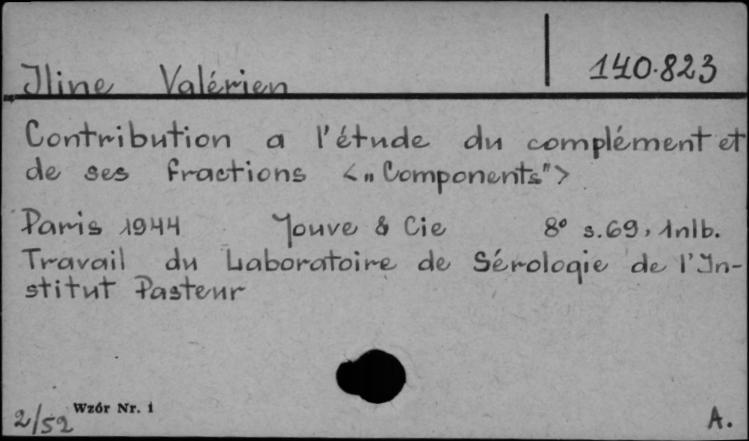 Iline Valérien
140.823
Contribution a l'étude du complément et
de ses fractions <„Components">
Paris 1944 Jouve & Cie 8° s.69, 1nlb.
Travail du Laboratoire de Sérologie de l'In-
stitut Pasteur
2/52 Wzór Nr. 1
A.